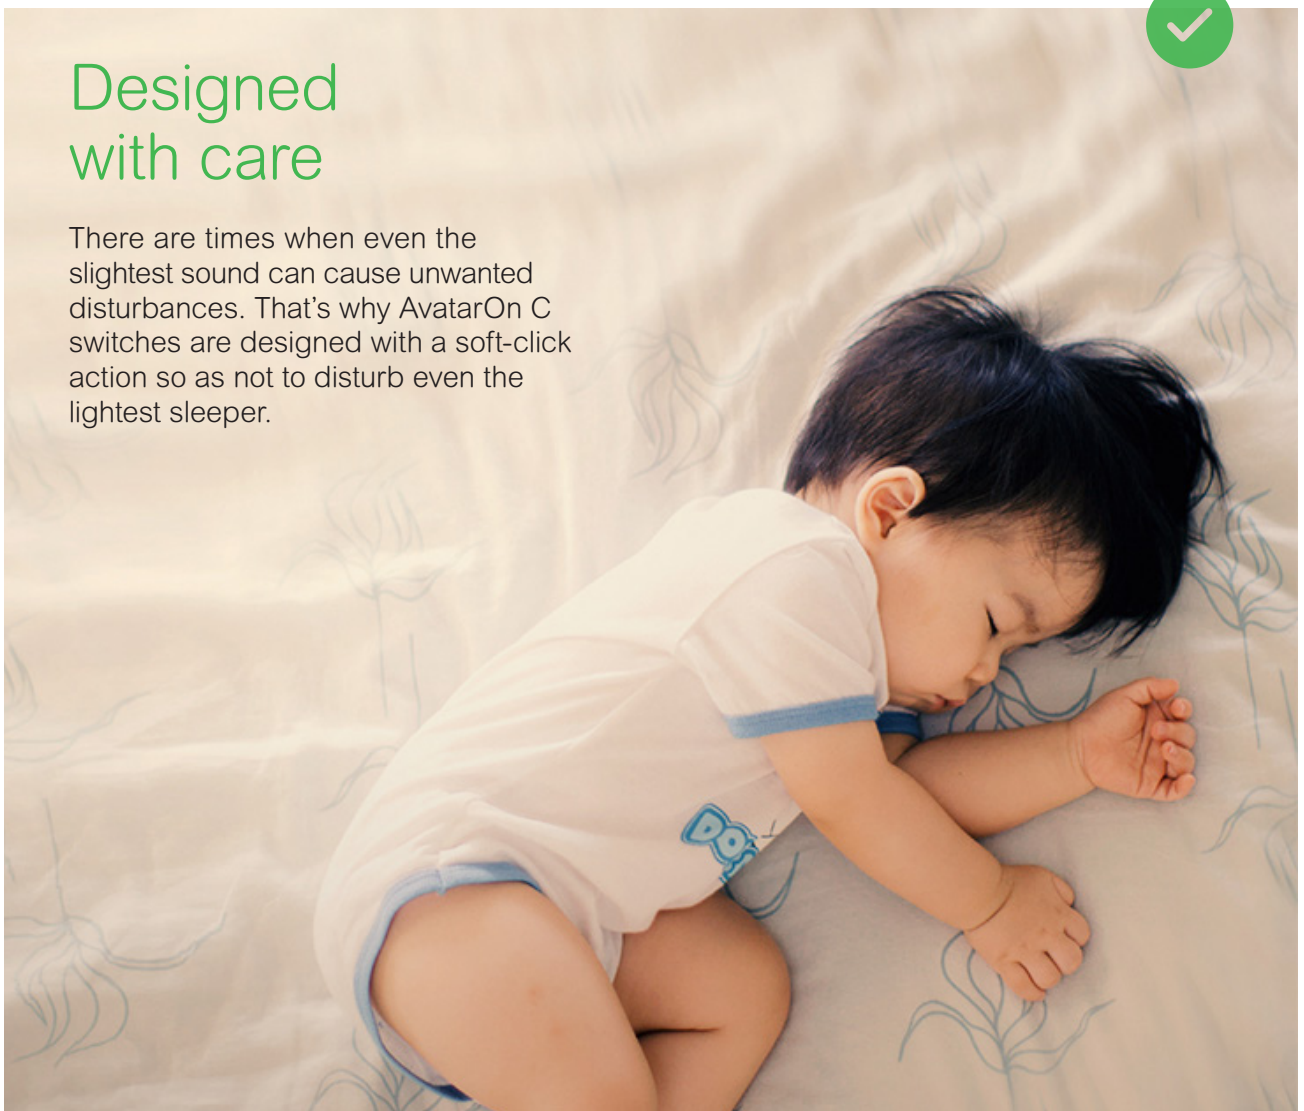 Designed
with care
There are times when even the
slightest sound can cause unwanted
disturbances. That’s why AvatarOn C
switches are designed with a soft-click
action so as not to disturb even the
lightest sleeper.